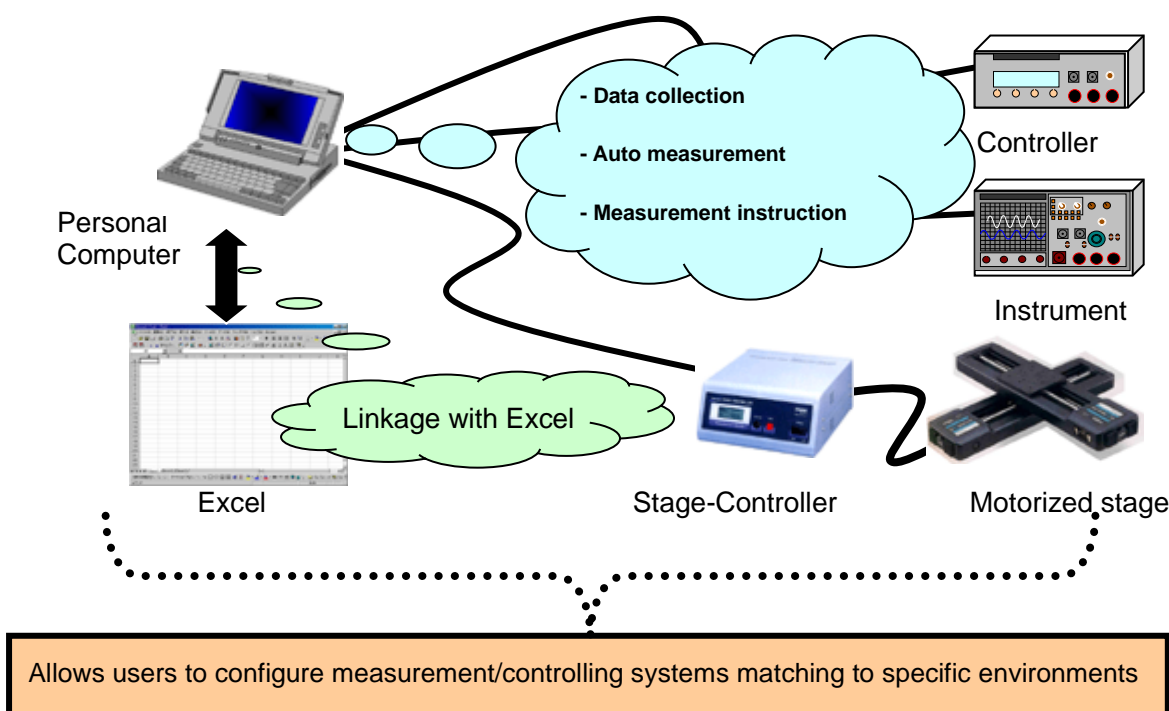 - Data collection
- Auto measurement
- Measurement instruction
Controller
Personal
Computer
Instrument
Linkage with Excel
Excel
Stage-Controller
Motorized stage
Allows users to configure measurement/controlling systems matching to specific environments